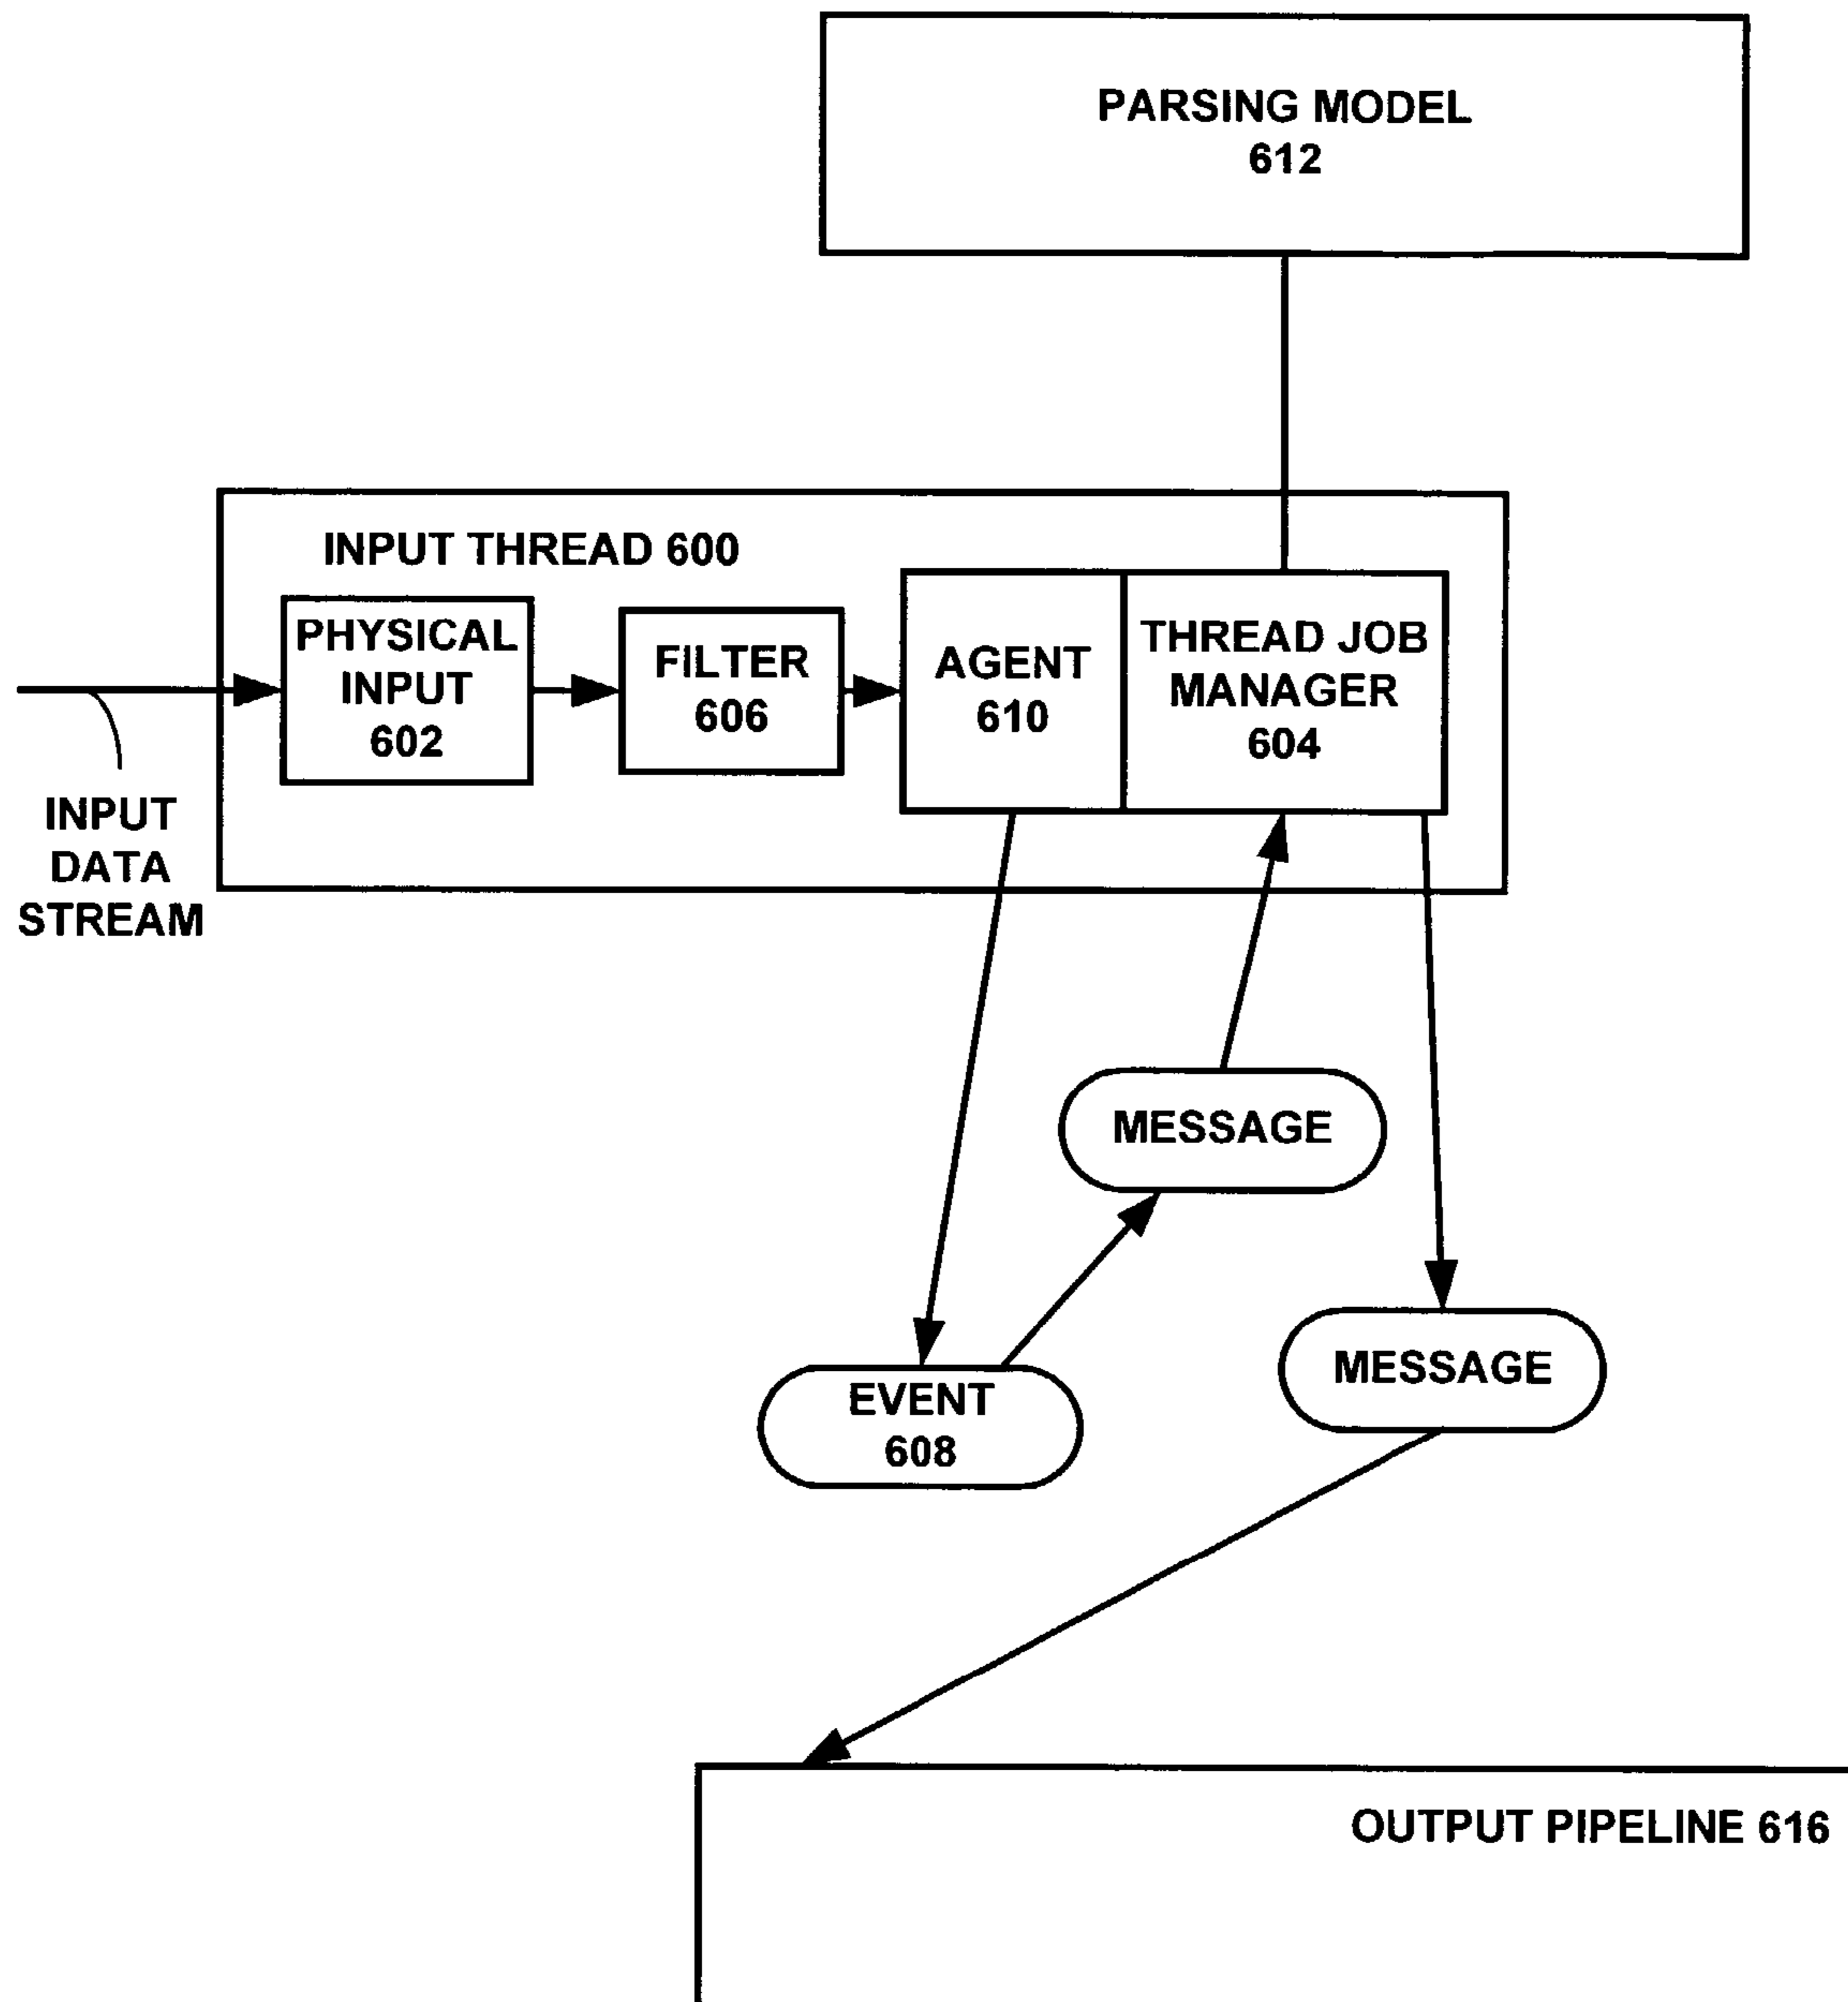 PARSING MODEL
612
INPUT THREAD 600
PHYSICAL
INPUT
602
FILTER
606
AGENT
610
THREAD JOB
MANAGER
604
INPUT
DATA
STREAM
MESSAGE
MESSAGE
EVENT
608
OUTPUT PIPELINE 616